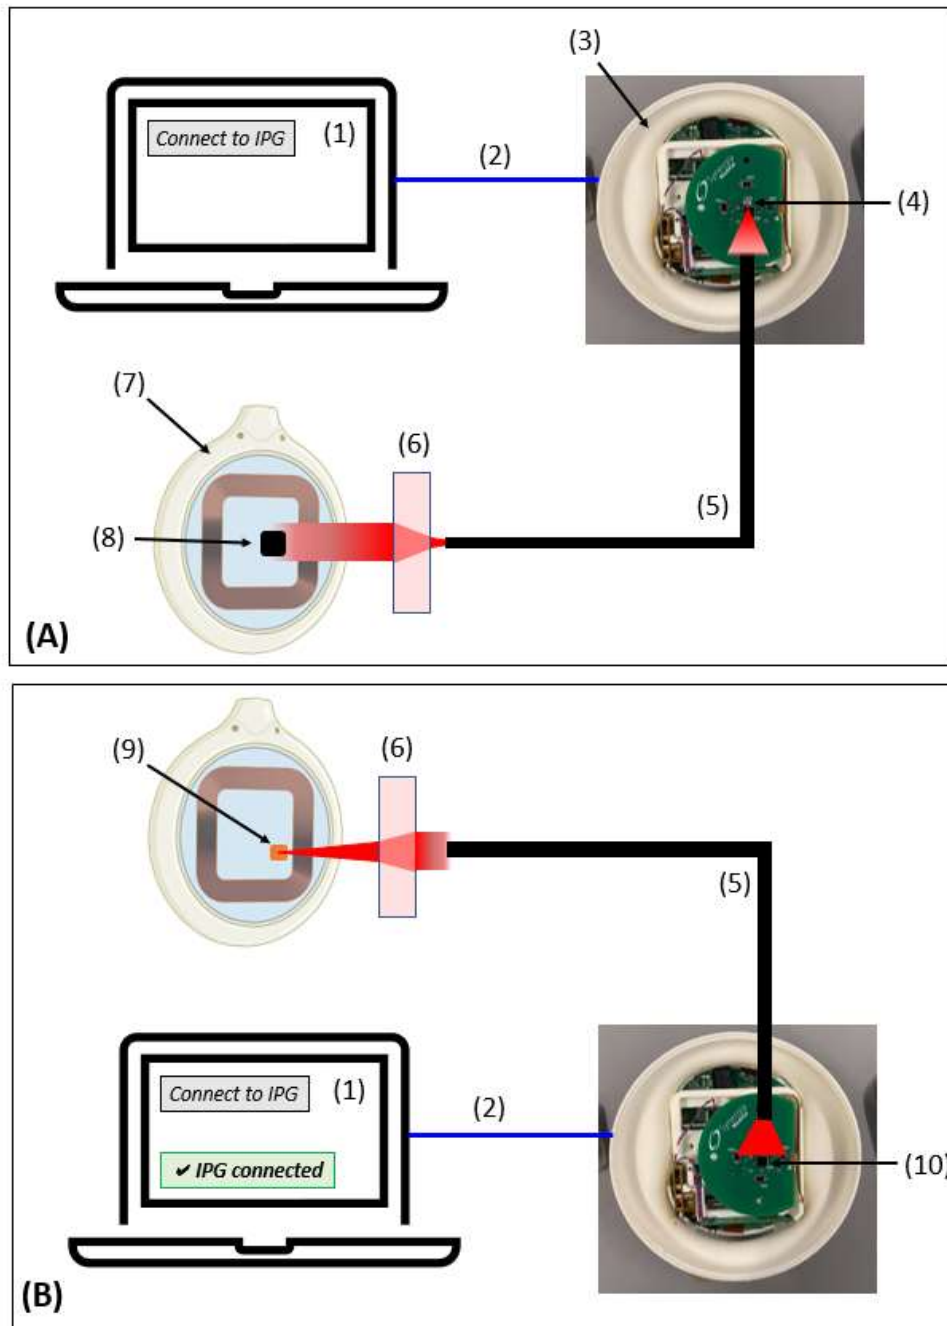 (3)
Connect to IPG
(1)
(2)
(4)
(7)
(6)
(5)
(8)
(A)
(9)
(6)
(5)
Connect to IPG
(1)
(2)
✔ IPG connected
(10)
(B)